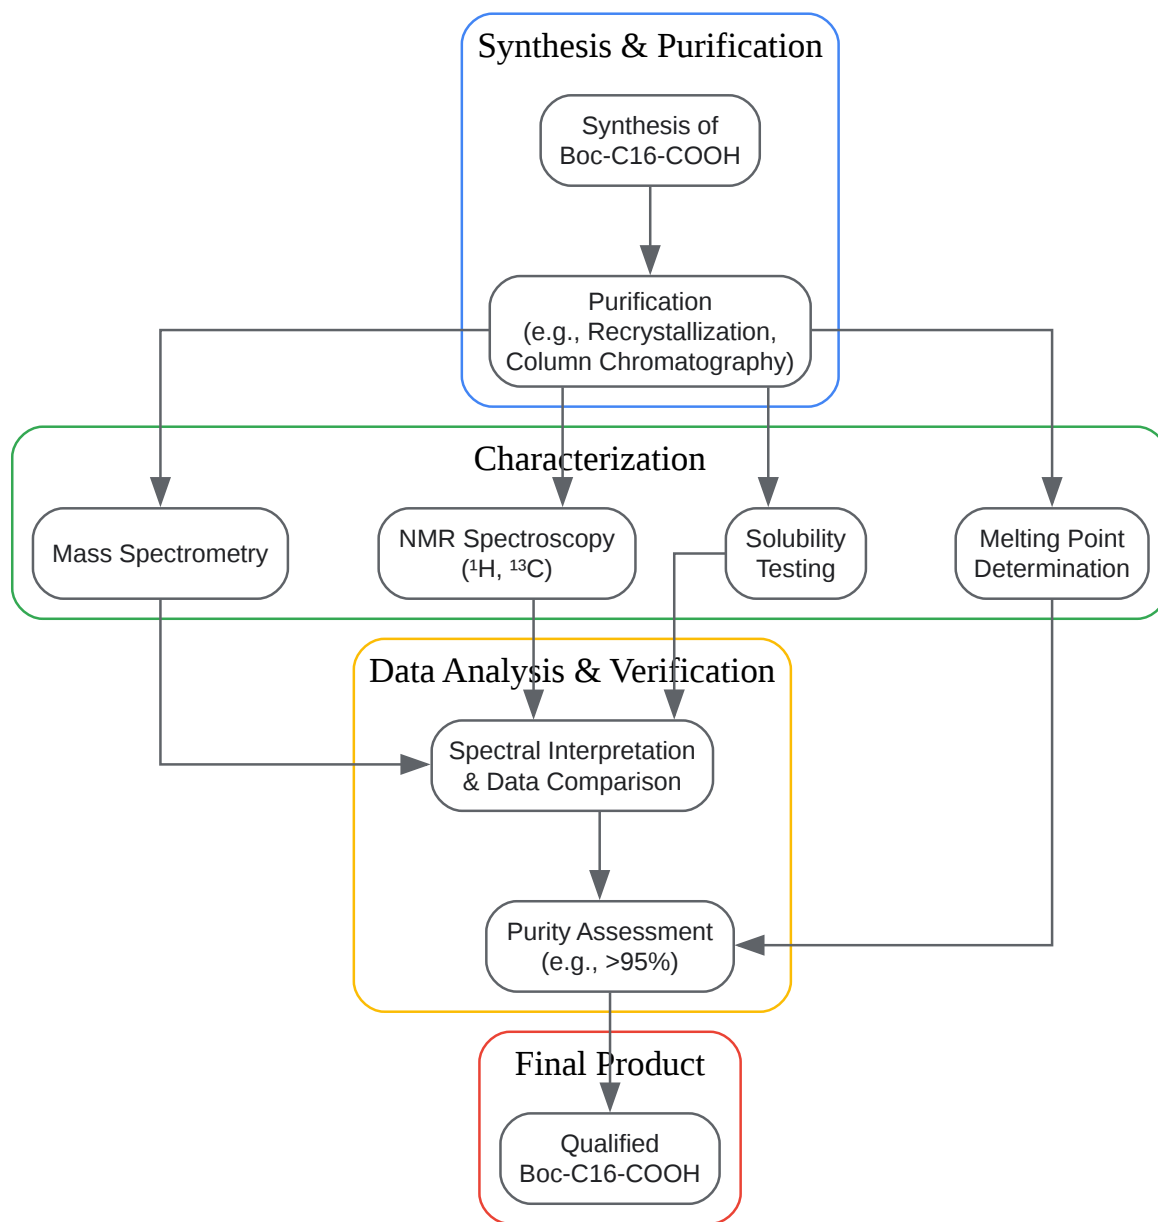 Synthesis & Purification
Synthesis of
Boc-C16-COOH
Purification
(e.g., Recrystallization,
Column Chromatography)
Characterization
Mass Spectrometry
NMR Spectroscopy
(¹H, ¹³C)
Solubility
Testing
Melting Point
Determination
Data Analysis & Verification
Spectral Interpretation
& Data Comparison
Purity Assessment
(e.g., >95%)
Final Product
Qualified
Boc-C16-COOH